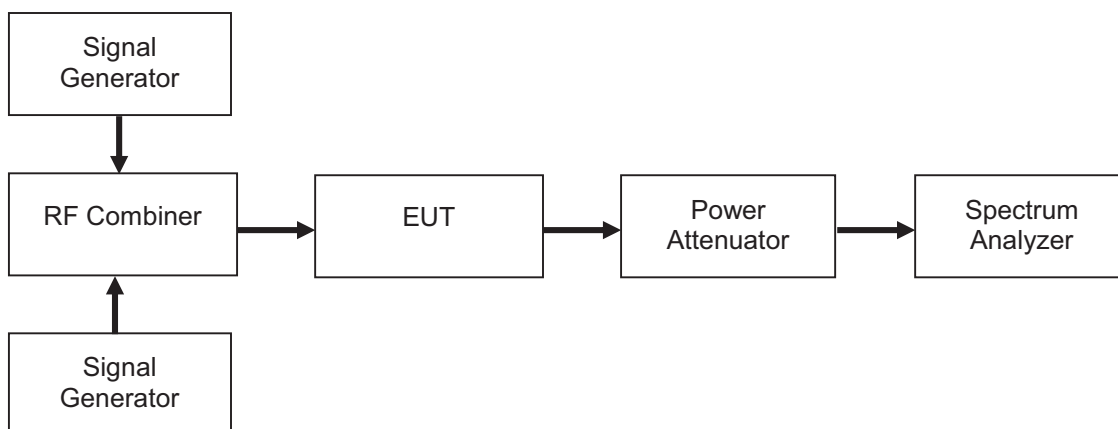 Signal
Generator
RF Combiner
EUT
Power
Attenuator
Spectrum
Analyzer
Signal
Generator